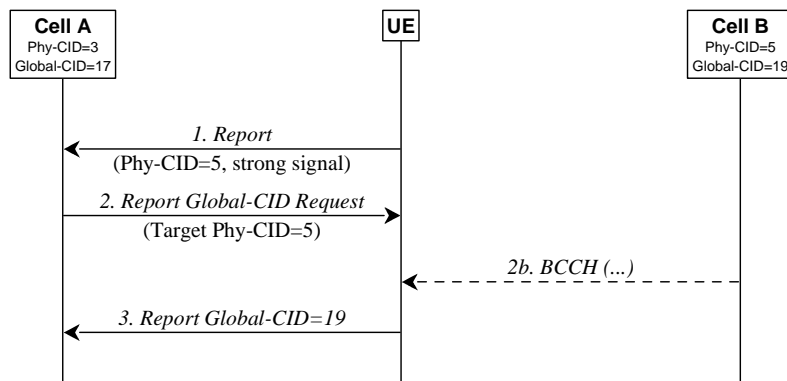 Cell A
Phy-CID=3
Global-CID=17
UE
Cell B
Phy-CID=5
Global-CID=19
1. Report
(Phy-CID=5, strong signal)
2. Report Global-CID Request
(Target Phy-CID=5)
2b. BCCH (...)
3. Report Global-CID=19